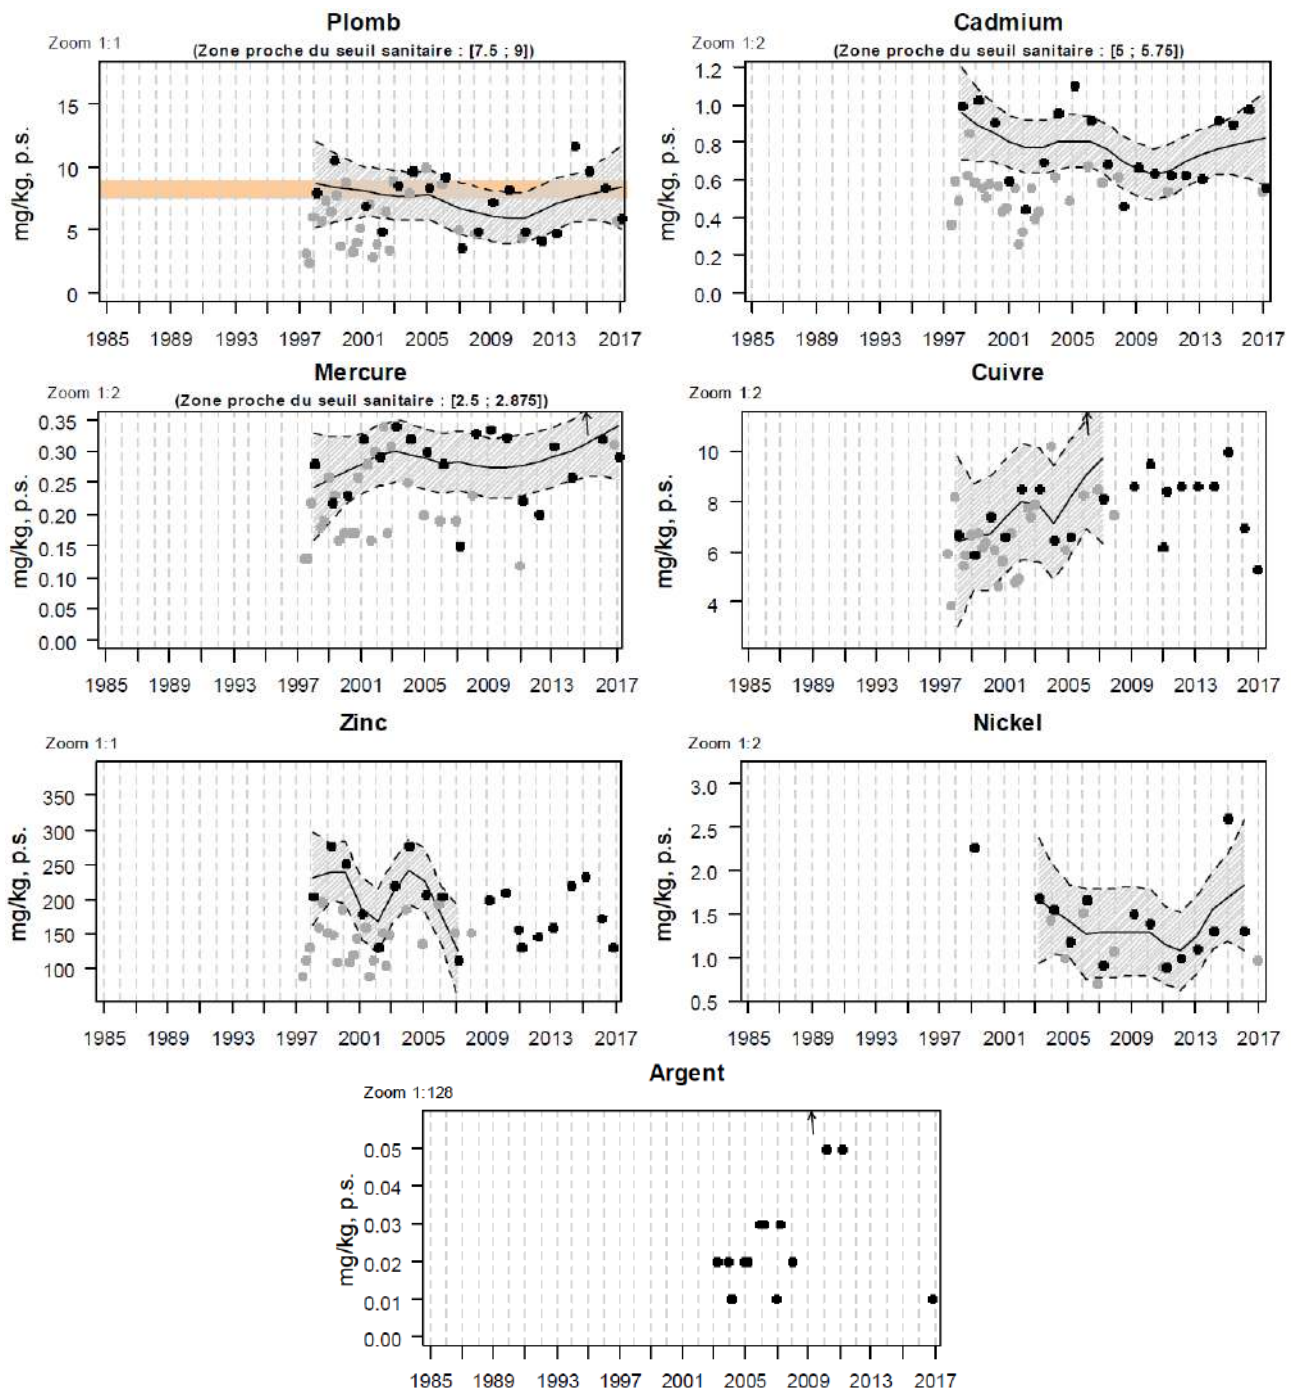 Plomb
Zoom 1:1
(Zone proche du seuil sanitaire : [7.5 ; 9])
mg/kg, p.s.
15
10
5
0
1985 1989 1993 1997 2001 2005 2009 2013 2017
Cadmium
Zoom 1:2
(Zone proche du seuil sanitaire : [5 ; 5.75])
mg/kg, p.s.
1.2
1.0
0.8
0.6
0.4
0.2
0.0
1985 1989 1993 1997 2001 2005 2009 2013 2017
Mercure
Zoom 1:2
(Zone proche du seuil sanitaire : [2.5 ; 2.875])
mg/kg, p.s.
0.35
0.30
0.25
0.20
0.15
0.10
0.05
0.00
1985 1989 1993 1997 2001 2005 2009 2013 2017
Cuivre
Zoom 1:2
mg/kg, p.s.
10
8
6
4
1985 1989 1993 1997 2001 2005 2009 2013 2017
Zinc
Zoom 1:1
mg/kg, p.s.
350
300
250
200
150
100
1985 1989 1993 1997 2001 2005 2009 2013 2017
Nickel
Zoom 1:2
mg/kg, p.s.
3.0
2.5
2.0
1.5
1.0
0.5
1985 1989 1993 1997 2001 2005 2009 2013 2017
Argent
Zoom 1:128
mg/kg, p.s.
0.05
0.04
0.03
0.02
0.01
0.00
1985 1989 1993 1997 2001 2005 2009 2013 2017